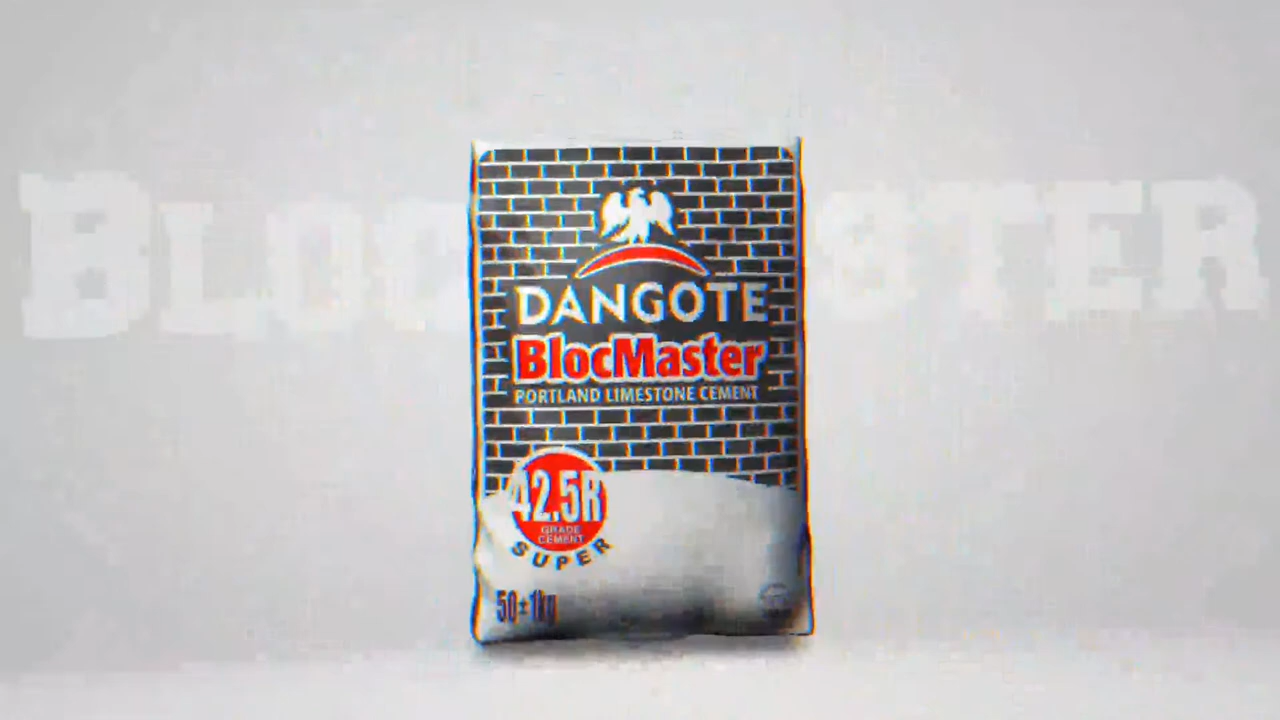 DANGOTE
BlocMaster
PORTLAND LIMESTONE CEMENT
42.5R
GRADE
CEMENT
SUPER
50±1kg